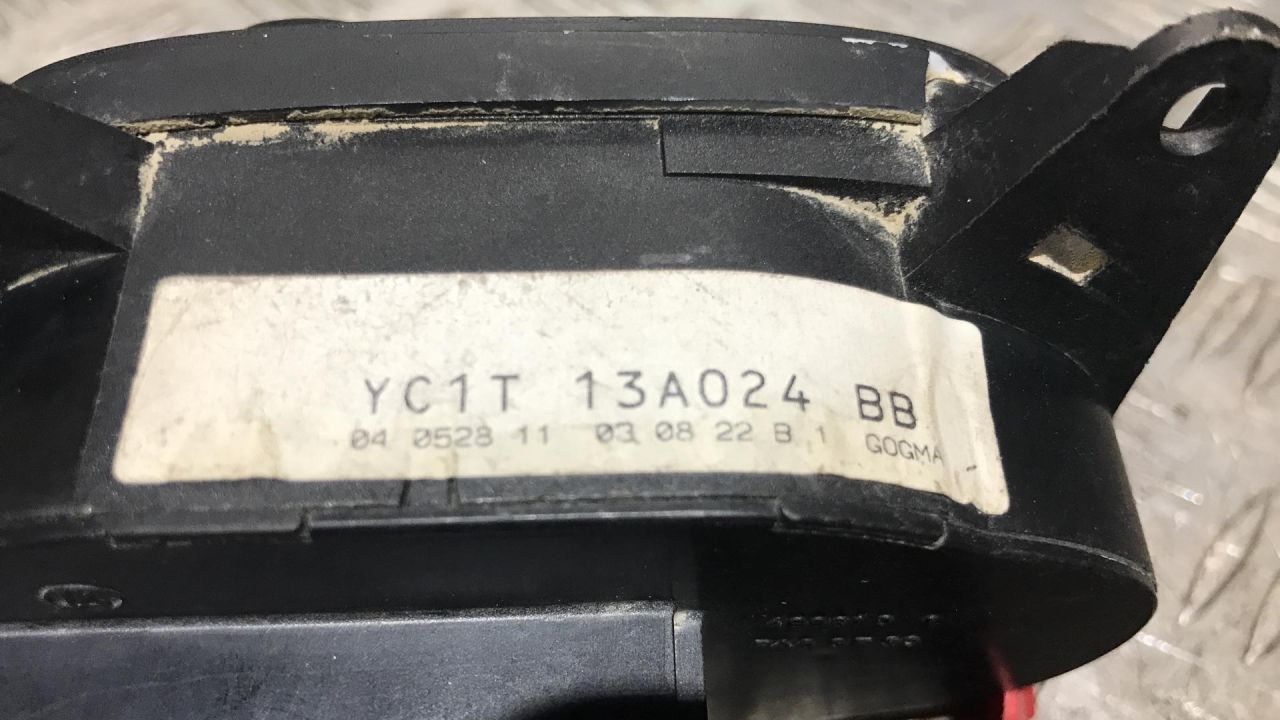 YC1T 13A024 BB
04 0528 11 03 08 22 B 1 GOGMA